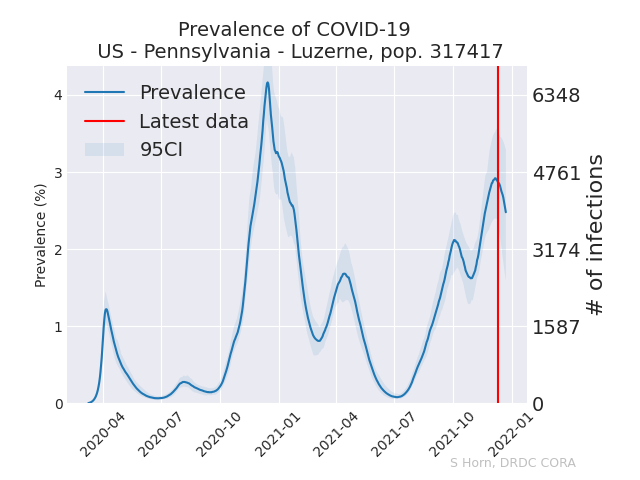 Prevalence of COVID-19
US - Pennsylvania - Luzerne, pop. 317417
Prevalence
Latest data
95CI
Prevalence (%)
4
3
2
1
0
6348
4761
3174
1587
0
# of infections
2020-04
2020-07
2020-10
2021-01
2021-04
2021-07
2021-10
2022-01
S Horn, DRDC CORA